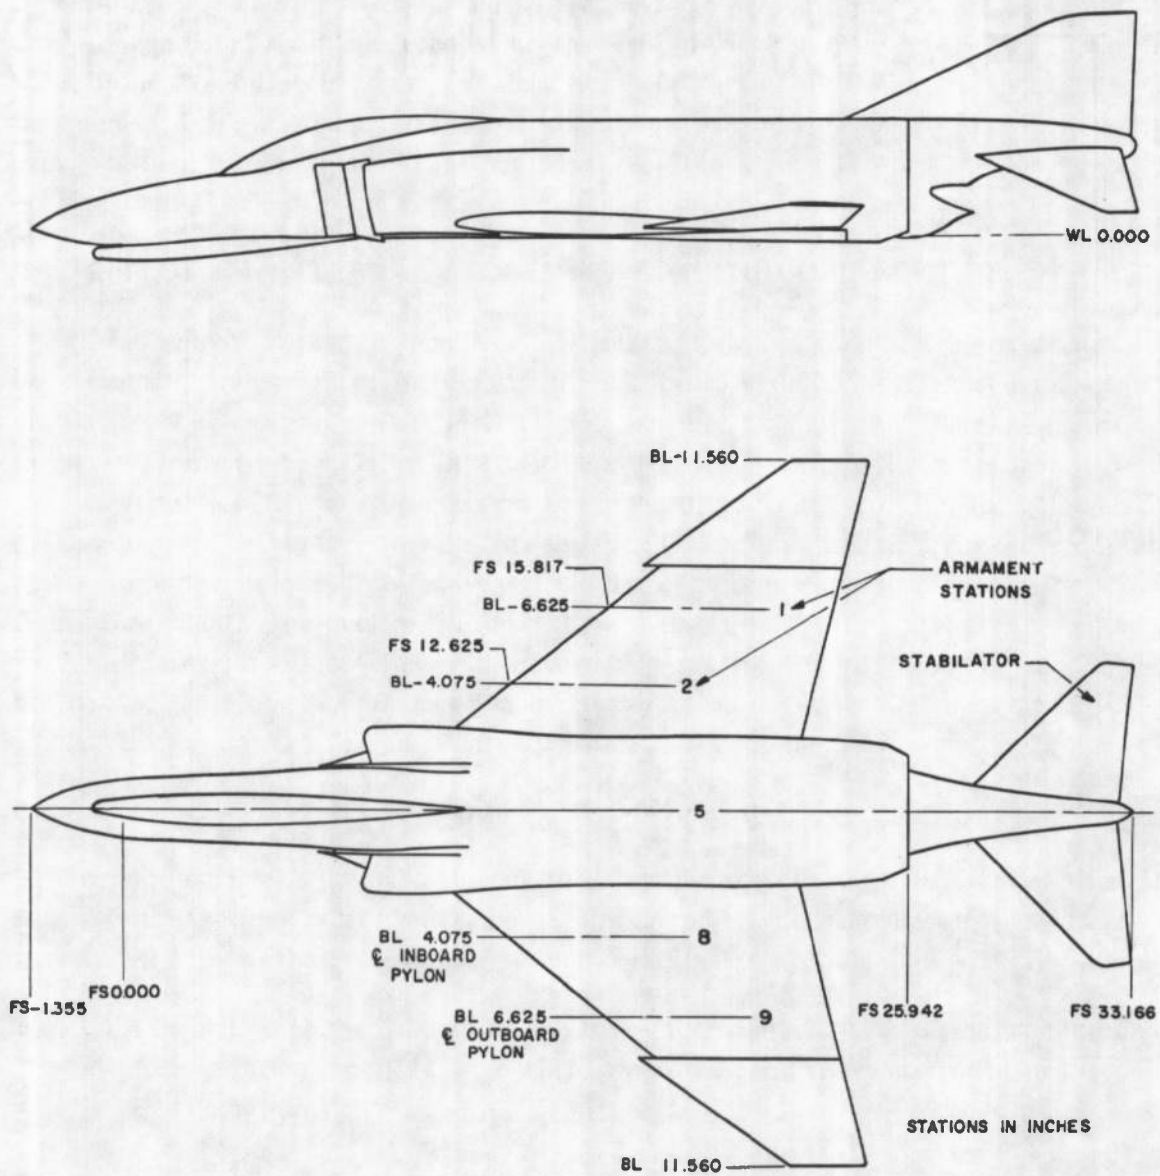 WL 0.000
BL-11.560
FS 15.817
ARMAMENT
STATIONS
BL-6.625
1
FS 12.625
STABILATOR
BL-4.075
2
5
BL 4.075
8
℄ INBOARD
PYLON
FS-1.355
FS0.000
BL 6.625
9
℄ OUTBOARD
PYLON
FS 25.942
FS 33.166
STATIONS IN INCHES
BL 11.560